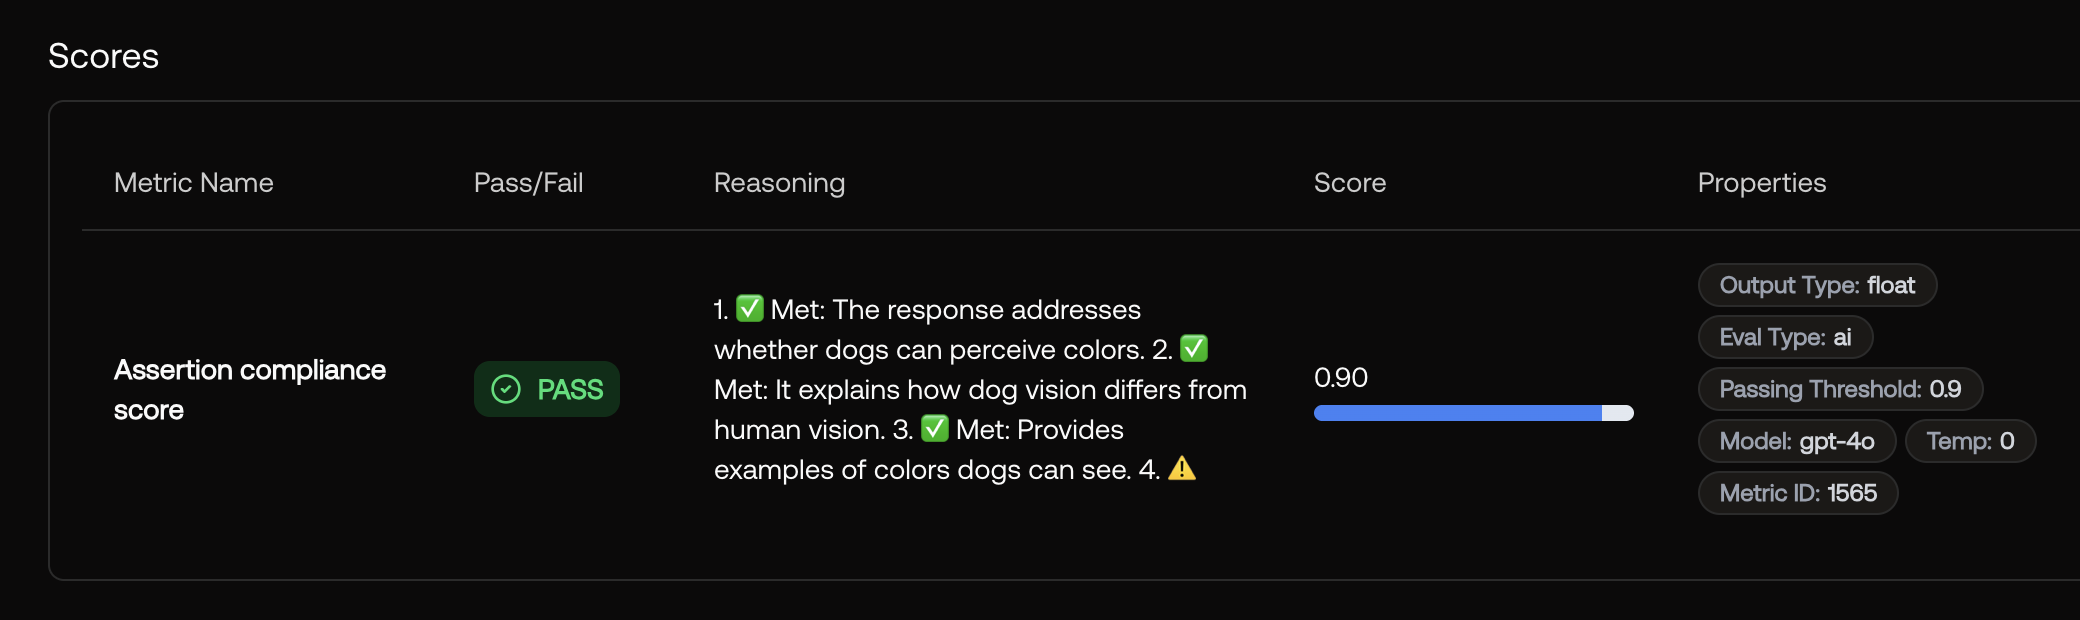 Scores
Metric Name
Pass/Fail
Reasoning
Score
Properties
Assertion compliance
score
PASS
1. ✅ Met: The response addresses
whether dogs can perceive colors. 2. ✅
Met: It explains how dog vision differs from
human vision. 3. ✅ Met: Provides
examples of colors dogs can see. 4. ⚠️
0.90
Output Type: float
Eval Type: ai
Passing Threshold: 0.9
Model: gpt-4o
Temp: 0
Metric ID: 1565